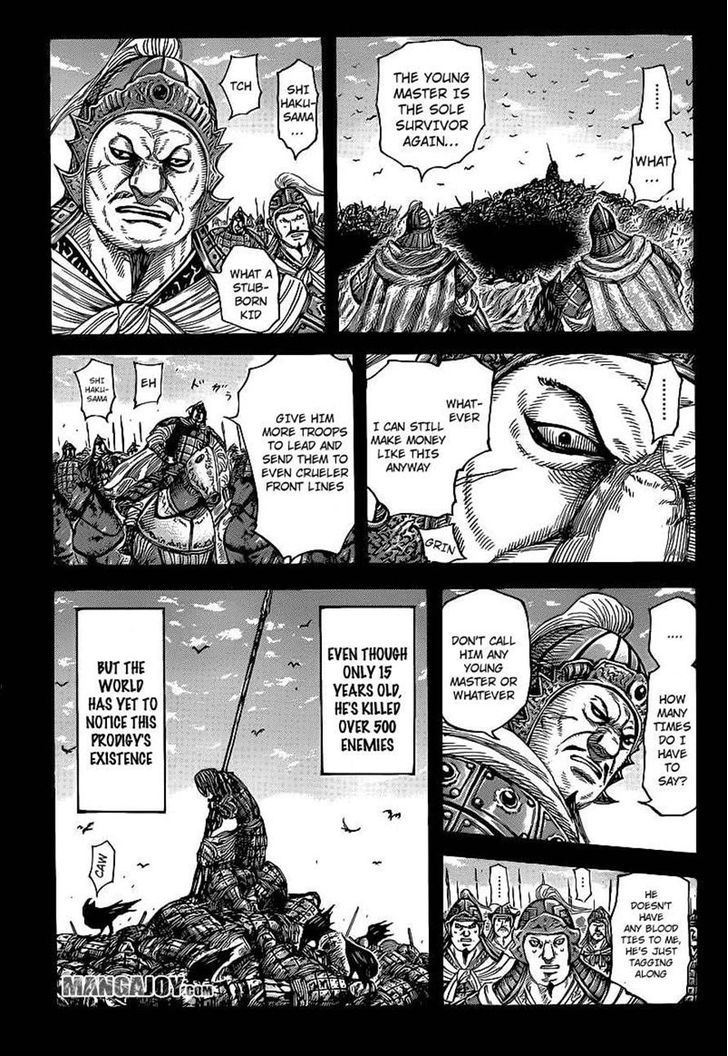 ......
WHAT
...
THE YOUNG
MASTER IS
THE SOLE
SURVIVOR
AGAIN...
SHI
HAKU-
SAMA
...
TCH
WHAT A
STUB-
BORN
KID
......
WHAT-
EVER
I CAN STILL
MAKE MONEY
LIKE THIS
ANYWAY
GRIN
GIVE HIM
MORE TROOPS
TO LEAD AND
SEND THEM TO
EVEN CRUELER
FRONT LINES
ドガッ
EH
SHI
HAKU-
SAMA
....
HOW
MANY
TIMES
DO I
HAVE
TO
SAY?
DON'T CALL
HIM ANY
YOUNG
MASTER OR
WHATEVER
HE
DOESN'T
HAVE
ANY BLOOD
TIES TO ME,
HE'S JUST
TAGGING
ALONG
......
......
EVEN THOUGH
ONLY 15
YEARS OLD,
HE'S KILLED
OVER 500
ENEMIES
BUT THE
WORLD
HAS YET TO
NOTICE THIS
PRODIGY'S
EXISTENCE
CAW
MANGAJOY.COM